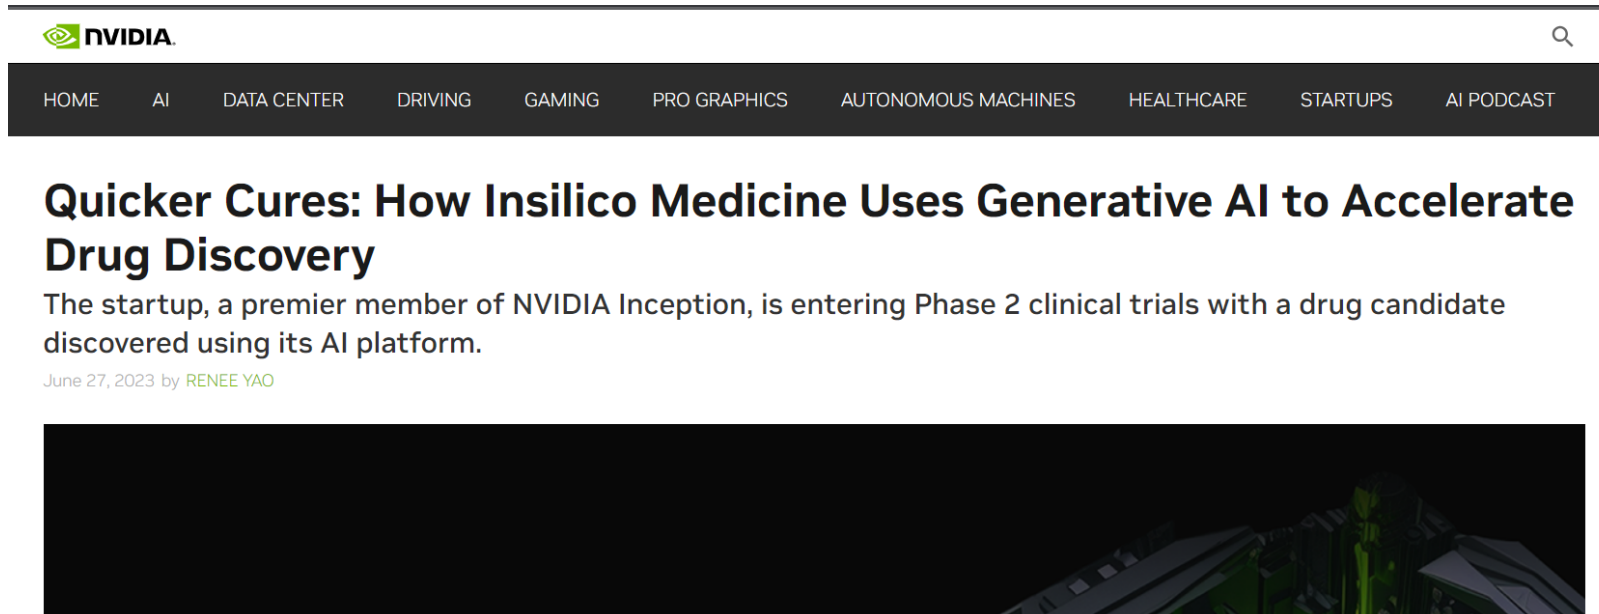 NVIDIA.
HOME AI DATA CENTER DRIVING GAMING PRO GRAPHICS AUTONOMOUS MACHINES HEALTHCARE STARTUPS AI PODCAST
Quicker Cures: How Insilico Medicine Uses Generative AI to Accelerate
Drug Discovery
The startup, a premier member of NVIDIA Inception, is entering Phase 2 clinical trials with a drug candidate
discovered using its AI platform.
June 27, 2023 by RENEE YAO